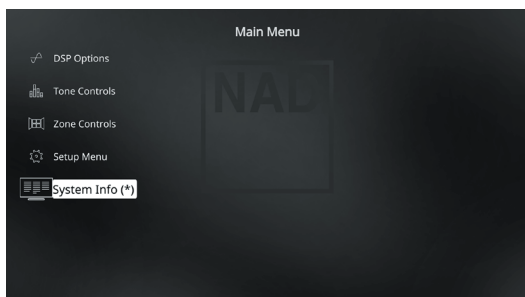 Main Menu
DSP Options
Tone Controls
NAD
Zone Controls
Setup Menu
System Info (*)